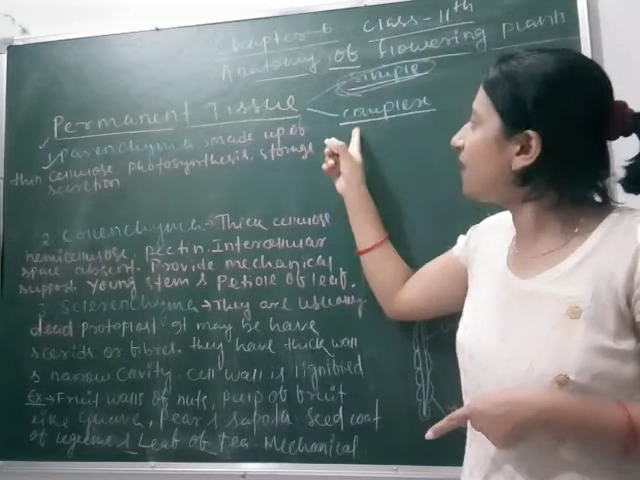 Chapter-6 Class-11th
Anatomy of Flowering plant
Permanent Tissue
Simple
Complex
1. Parenchyma → made up of
thin cellulose photosynthesis, storage
secretion
2. Collenchyma → Thick cellulose
hemicellulose, pectin. Intercellular
space absent. Provide mechanical
support. Young stem & Petiole of leaf.
3. Sclerenchyma → They are usually
dead protoplast. It may be have
scerids or fibres. They have thick wall
& narrow cavity. Cell wall is lignified
Ex → Fruit walls of nuts, pulp of fruit
like Guava, Pear & sapota. Seed coat
of legumes & Leaf of Tea. Mechanical